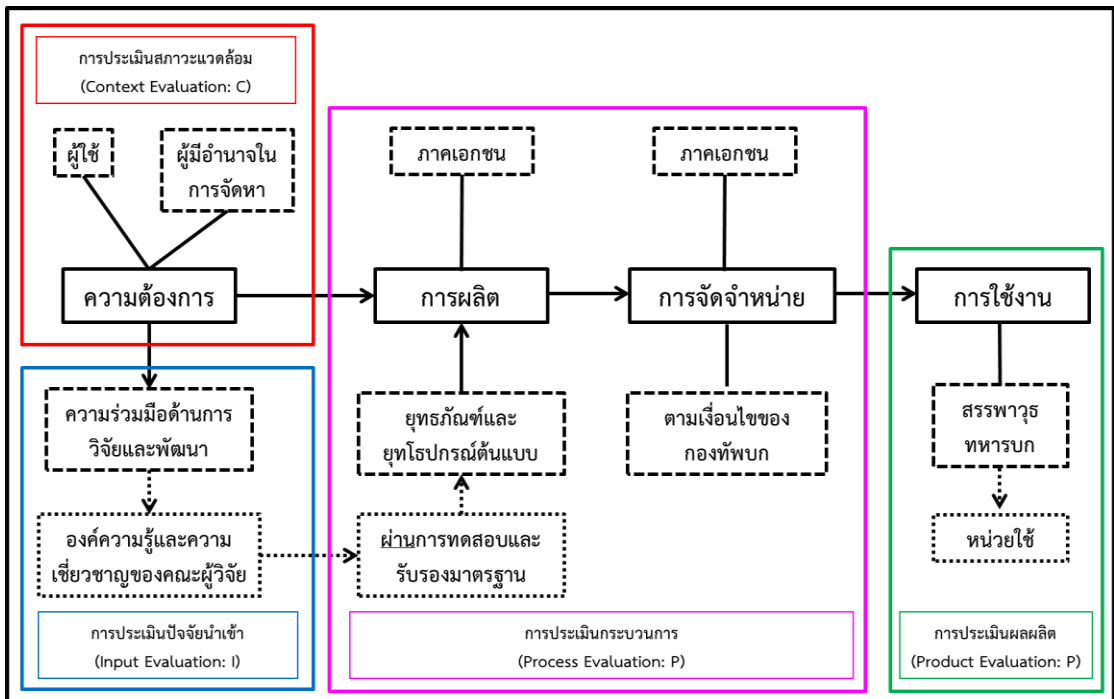 การประเมินสภาวะแวดล้อม
(Context Evaluation: C)
ผู้ใช้
ผู้มีอำนาจใน
การจัดหา
ความต้องการ
ความร่วมมือด้านการ
วิจัยและพัฒนา
องค์ความรู้และความ
เชี่ยวชาญของคณะผู้วิจัย
การประเมินปัจจัยนำเข้า
(Input Evaluation: I)
ภาคเอกชน
การผลิต
ยุทธภัณฑ์และ
ยุทโธปกรณ์ต้นแบบ
ผ่านการทดสอบและ
รับรองมาตรฐาน
ภาคเอกชน
การจัดจำหน่าย
ตามเงื่อนไขของ
กองทัพบก
การประเมินกระบวนการ
(Process Evaluation: P)
การใช้งาน
สรรพาวุธ
ทหารบก
หน่วยใช้
การประเมินผลผลิต
(Product Evaluation: P)